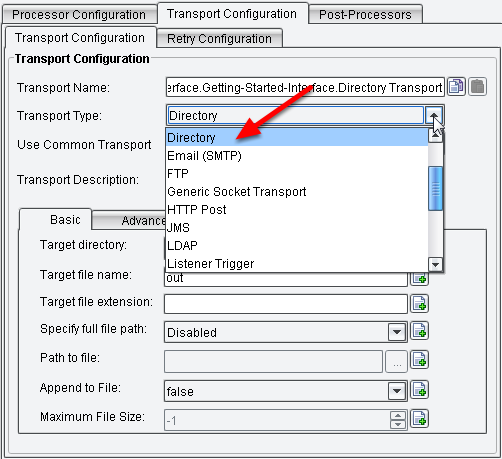 Processor Configuration Transport Configuration Post-Processors
Transport Configuration Retry Configuration
Transport Configuration
Transport Name: erface.Getting-Started-Interface.Directory Transport
Transport Type: Directory
Use Common Transport
Transport Description:
Directory
Email (SMTP)
FTP
Generic Socket Transport
HTTP Post
JMS
LDAP
Listener Trigger
Basic Advance
Target directory:
Target file name: out
Target file extension:
Specify full file path: Disabled
Path to file: ...
Append to File: false
Maximum File Size: -1